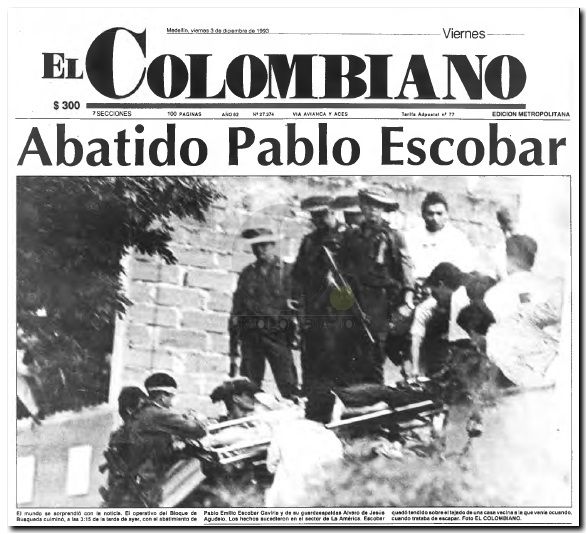 Medellín, viernes 3 de diciembre de 1993
Viernes
EL COLOMBIANO
$ 300
7 SECCIONES 100 PAGINAS AÑO 82 Nº 27.374 VIA AVIANCA Y ACES Tarifa Adpostal nº 77 EDICION METROPOLITANA
Abatido Pablo Escobar
El mundo se sorprendió con la noticia. El operativo del Bloque de
Búsqueda culminó, a las 3:15 de la tarde de ayer, con el abatimiento de
Pablo Emilio Escobar Gaviria y de su guardaespaldas Alvaro de Jesús
Agudelo. Los hechos sucedieron en el sector de La América. Escobar
quedó tendido sobre el tejado de una casa vecina a la que venía ocupando,
cuando trataba de escapar. Foto EL COLOMBIANO.